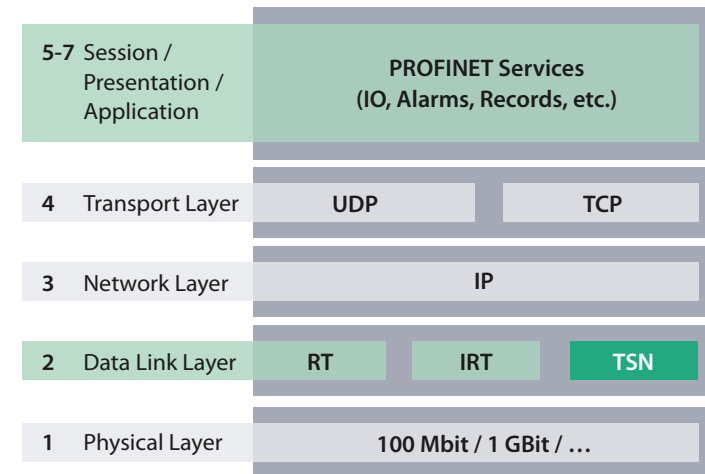 5-7 Session /
Presentation /
Application
PROFINET Services
(IO, Alarms, Records, etc.)
4 Transport Layer UDP TCP
3 Network Layer IP
2 Data Link Layer RT IRT TSN
1 Physical Layer 100 Mbit / 1 GBit / …